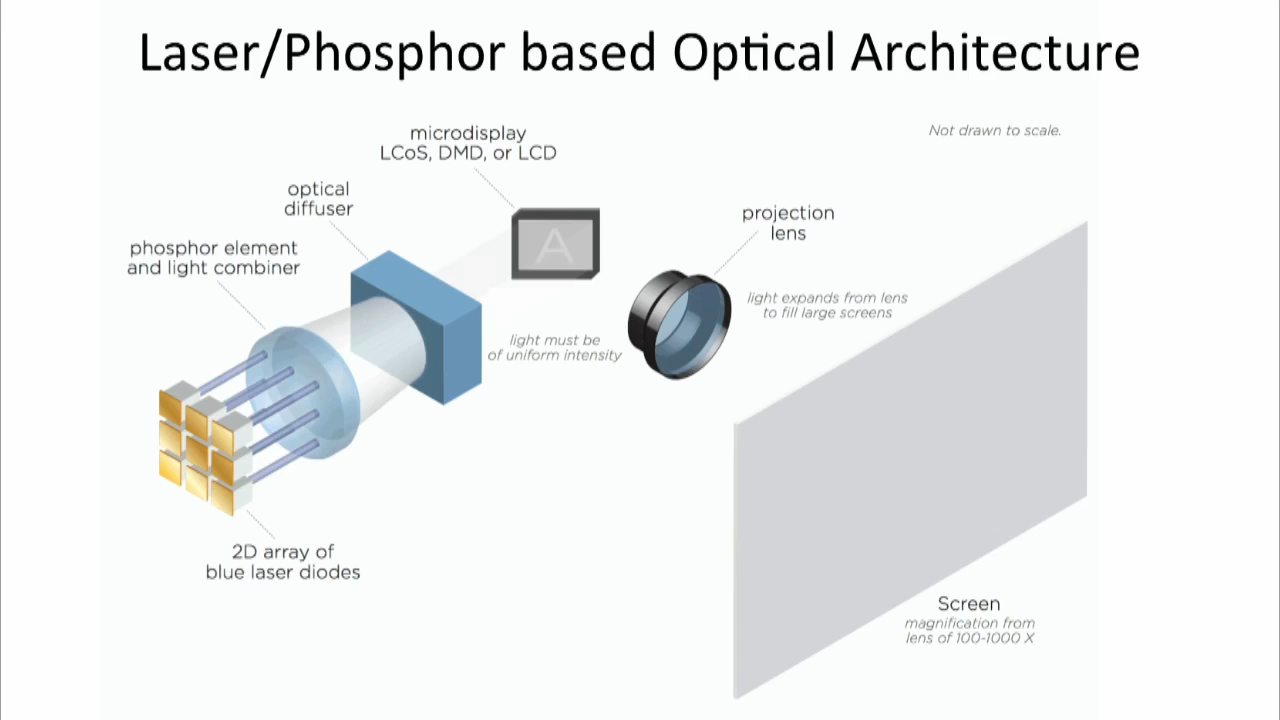 Laser/Phosphor based Optical Architecture
Not drawn to scale.
microdisplay
LCoS, DMD, or LCD
optical
diffuser
phosphor element
and light combiner
A
projection
lens
light expands from lens
to fill large screens
light must be
of uniform intensity
2D array of
blue laser diodes
Screen
magnification from
lens of 100-1000 X